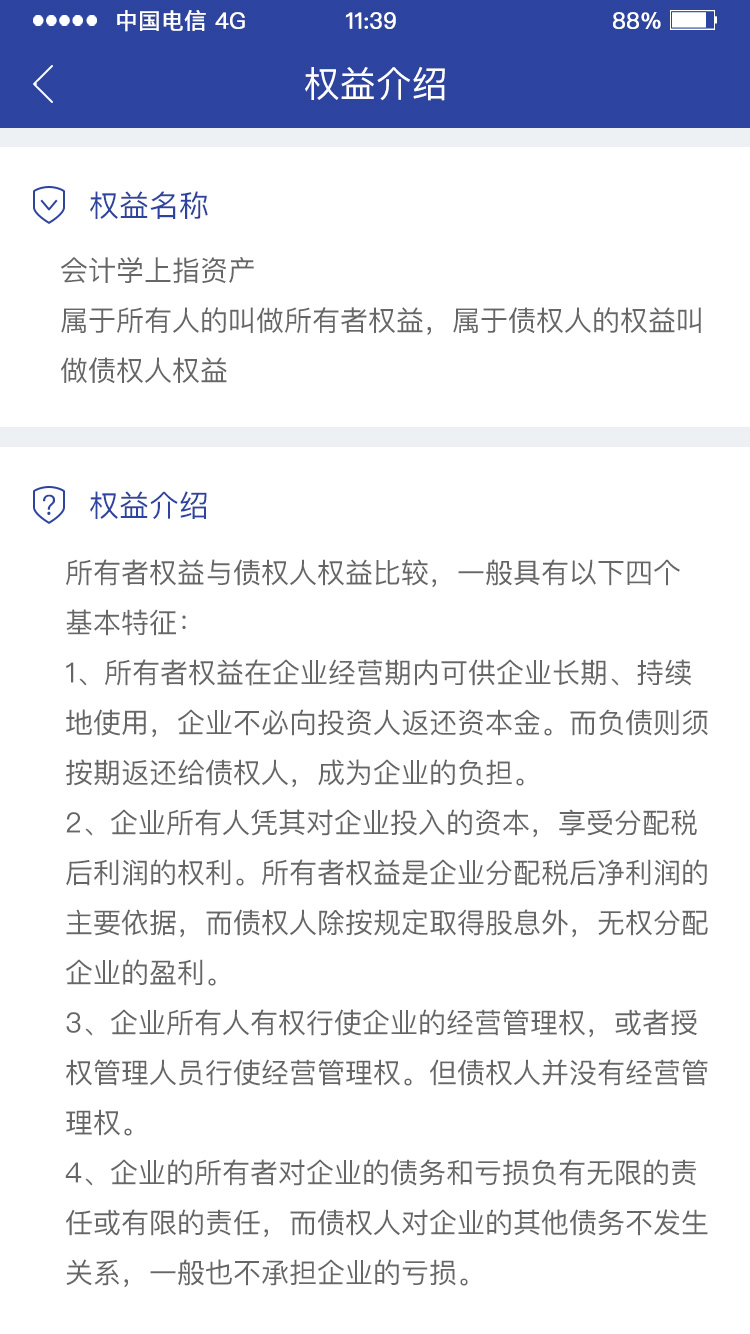 中国电信 4G 11:39 88%
权益介绍
权益名称
会计学上指资产
属于所有人的叫做所有者权益，属于债权人的权益叫
做债权人权益
权益介绍
所有者权益与债权人权益比较，一般具有以下四个
基本特征：
1、所有者权益在企业经营期内可供企业长期、持续
地使用，企业不必向投资人返还资本金。而负债则须
按期返还给债权人，成为企业的负担。
2、企业所有人凭其对企业投入的资本，享受分配税
后利润的权利。所有者权益是企业分配税后净利润的
主要依据，而债权人除按规定取得股息外，无权分配
企业的盈利。
3、企业所有人有权行使企业的经营管理权，或者授
权管理人员行使经营管理权。但债权人并没有经营管
理权。
4、企业的所有者对企业的债务和亏损负有无限的责
任或有限的责任，而债权人对企业的其他债务不发生
关系，一般也不承担企业的亏损。